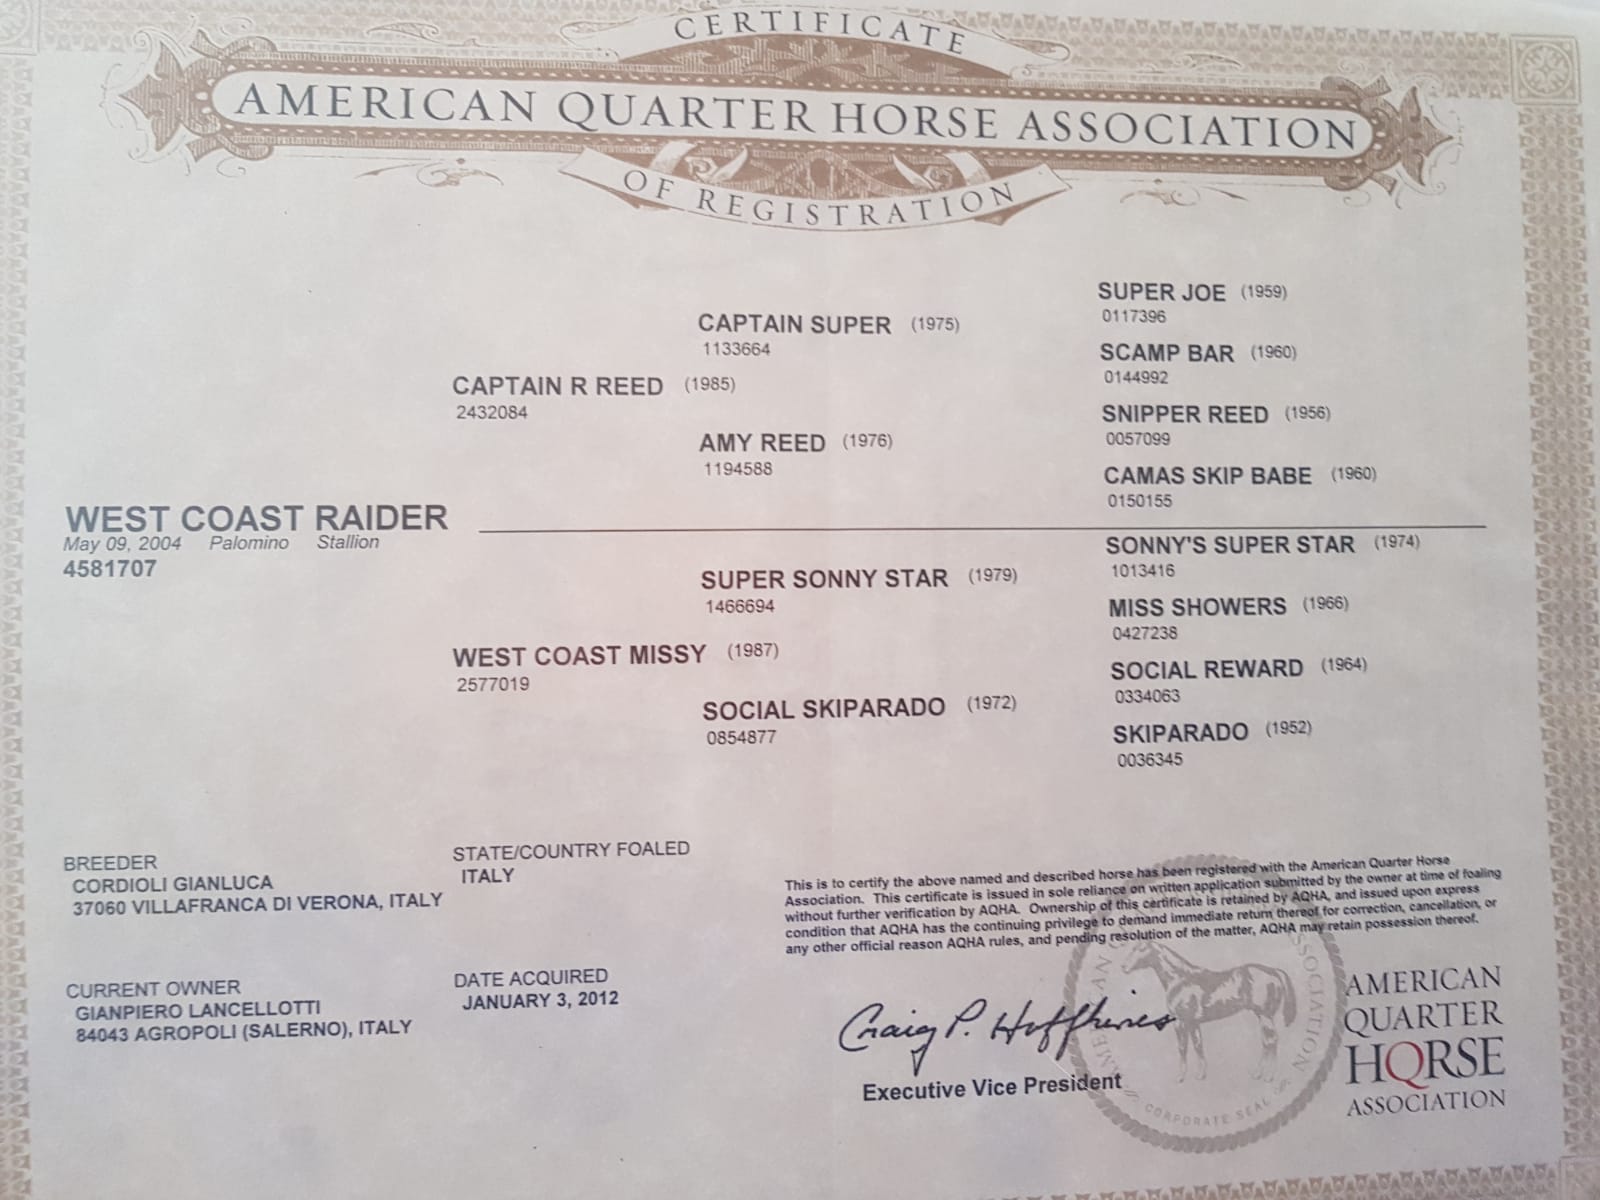 CERTIFICATE
AMERICAN QUARTER HORSE ASSOCIATION
OF REGISTRATION
SUPER JOE (1959)
0117396
CAPTAIN SUPER (1975)
1133664
SCAMP BAR (1960)
0144992
CAPTAIN R REED (1985)
2432084
SNIPPER REED (1956)
0057099
AMY REED (1976)
1194588
CAMAS SKIP BABE (1960)
0150155
WEST COAST RAIDER
May 09, 2004 Palomino Stallion
4581707
SONNY'S SUPER STAR (1974)
1013416
SUPER SONNY STAR (1979)
1466694
MISS SHOWERS (1966)
0427238
WEST COAST MISSY (1987)
2577019
SOCIAL REWARD (1964)
0334063
SOCIAL SKIPARADO (1972)
0854877
SKIPARADO (1952)
0036345
BREEDER
CORDIOLI GIANLUCA
37060 VILLAFRANCA DI VERONA, ITALY
STATE/COUNTRY FOALED
ITALY
CURRENT OWNER
GIANPIERO LANCELLOTTI
84043 AGROPOLI (SALERNO), ITALY
DATE ACQUIRED
JANUARY 3, 2012
This is to certify the above named and described horse has been registered with the American Quarter Horse
Association. This certificate is issued in sole reliance on written application submitted by the owner at time of foaling
without further verification by AQHA. Ownership of this certificate is retained by AQHA, and issued upon express
condition that AQHA has the continuing privilege to demand immediate return thereof for correction, cancellation, or
any other official reason AQHA rules, and pending resolution of the matter, AQHA may retain possession thereof.
Craig P. Huffhines
Executive Vice President
CORPORATE SEAL
AMERICAN
QUARTER
HORSE
ASSOCIATION